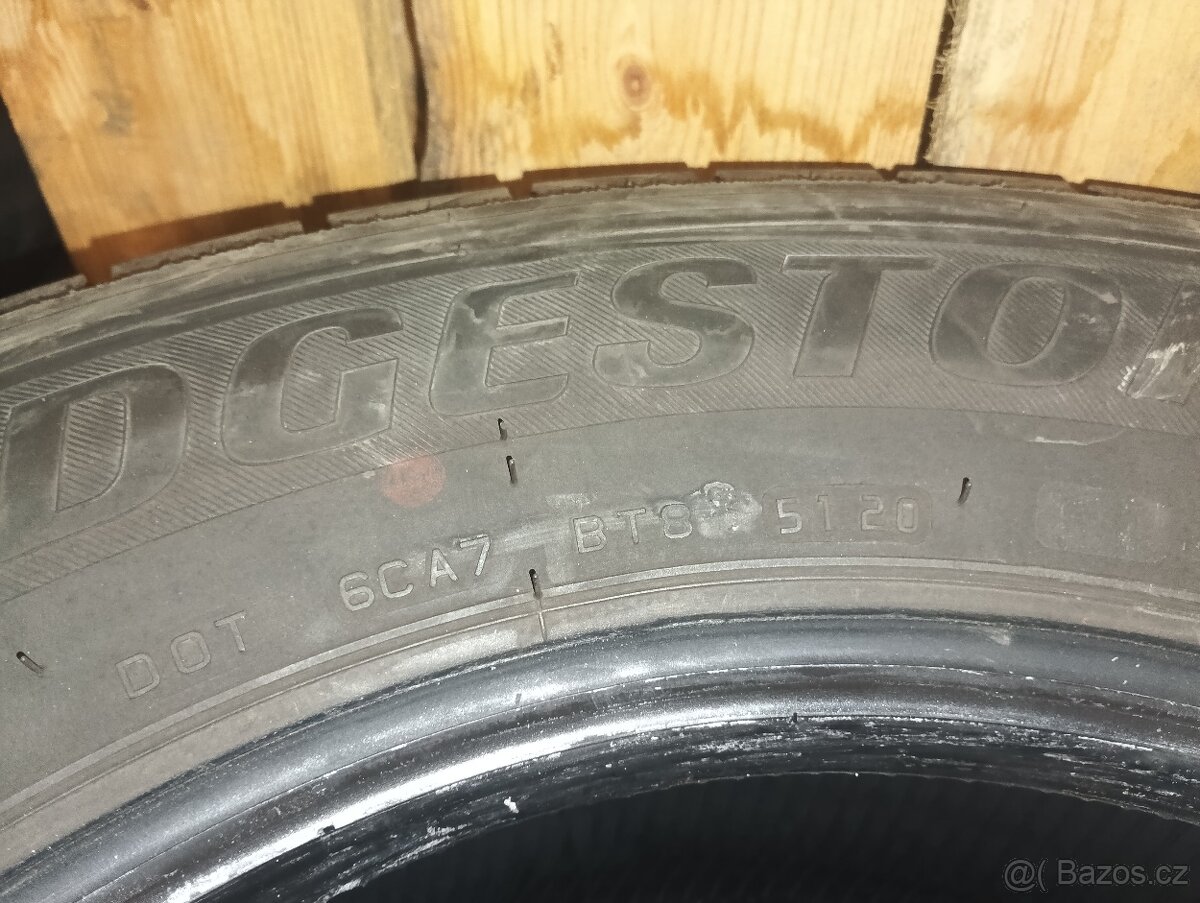 DGESTO
DOT 6CA7 BT8 5120
@( Bazos.cz